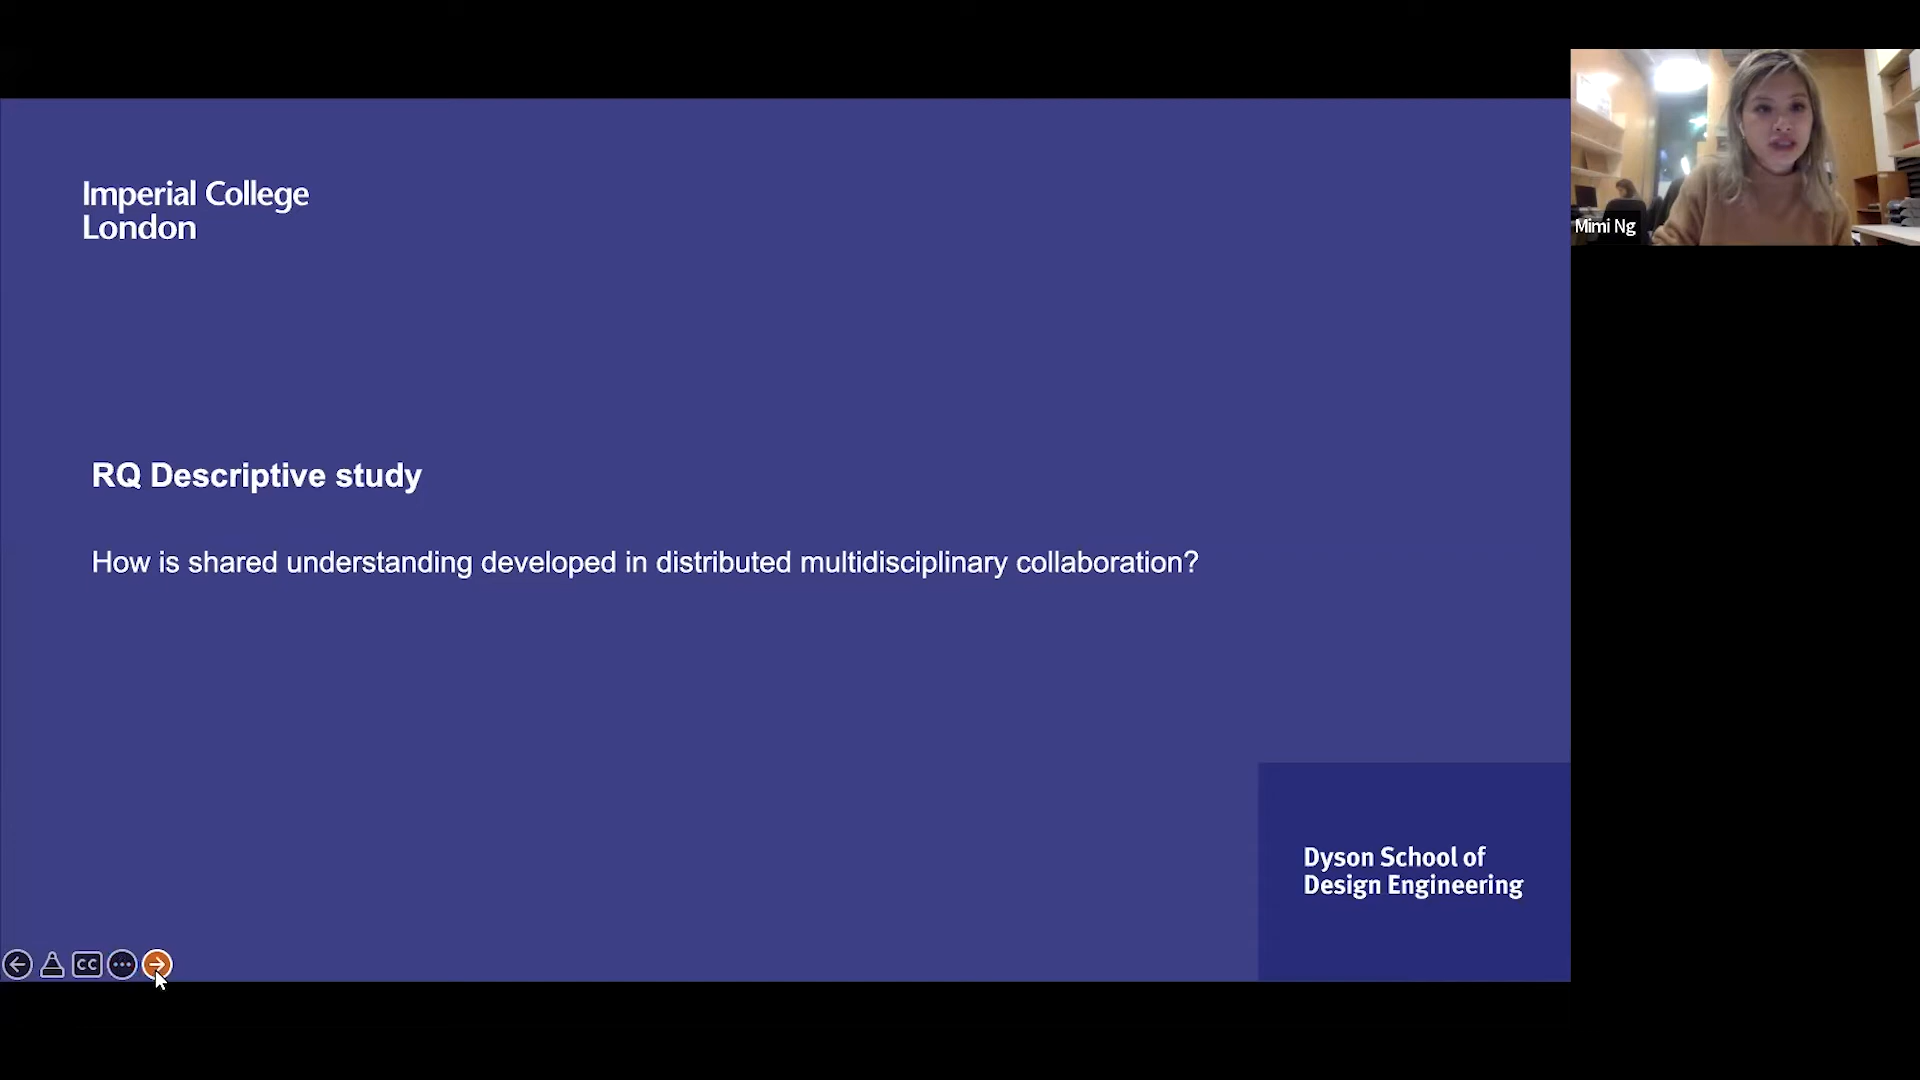 Imperial College
London
Mimi Ng
RQ Descriptive study
How is shared understanding developed in distributed multidisciplinary collaboration?
Dyson School of
Design Engineering
CC